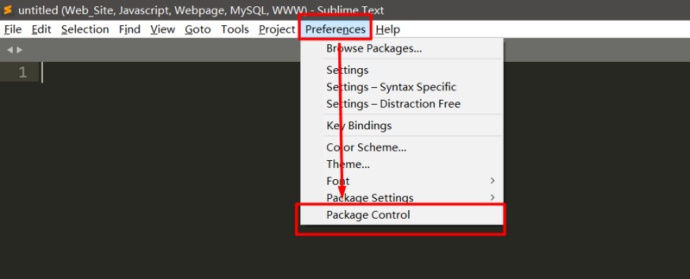 untitled (Web_Site, Javascript, Webpage, MySQL, WWW) - Sublime Text
File Edit Selection Find View Goto Tools Project Preferences Help
Browse Packages...
1
Settings
Settings – Syntax Specific
Settings – Distraction Free
Key Bindings
Color Scheme...
Theme...
Font
Package Settings
Package Control